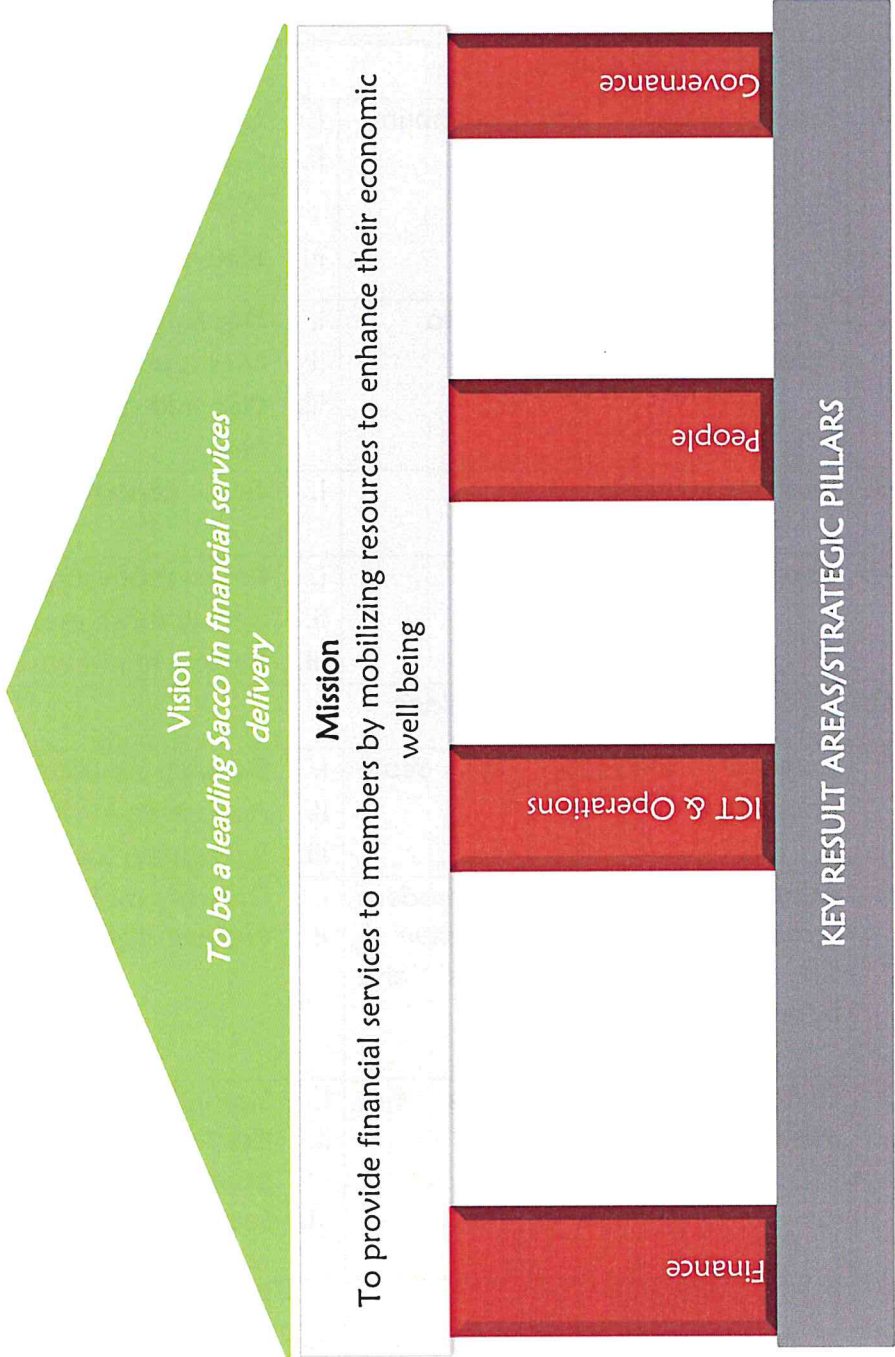 Vision
To be a leading Sacco in financial services
delivery
Mission
To provide financial services to members by mobilizing resources to enhance their economic
well being
Finance
ICT & Operations
People
Governance
KEY RESULT AREAS/STRATEGIC PILLARS